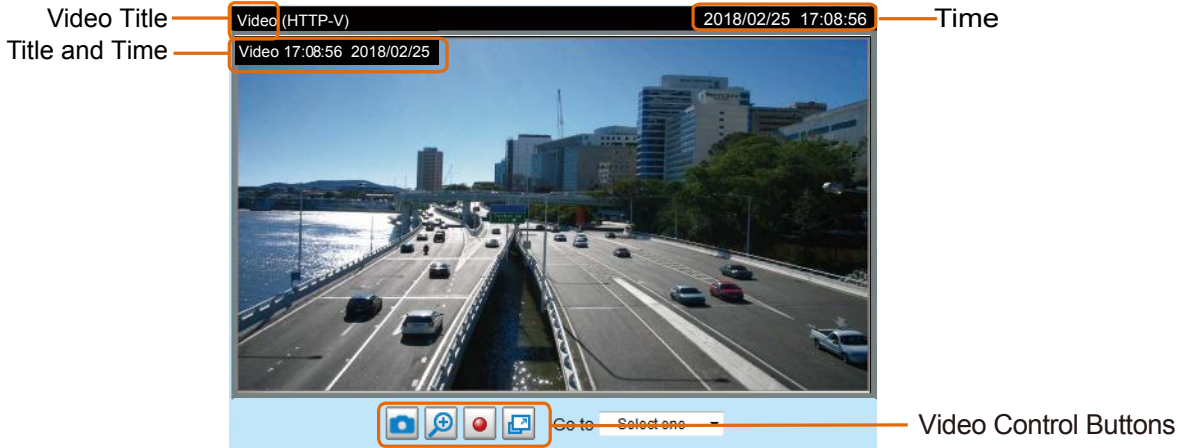 Video Title
Video (HTTP-V)
2018/02/25 17:08:56
Time
Title and Time
Video 17:08:56 2018/02/25
Go to
Select one
Video Control Buttons